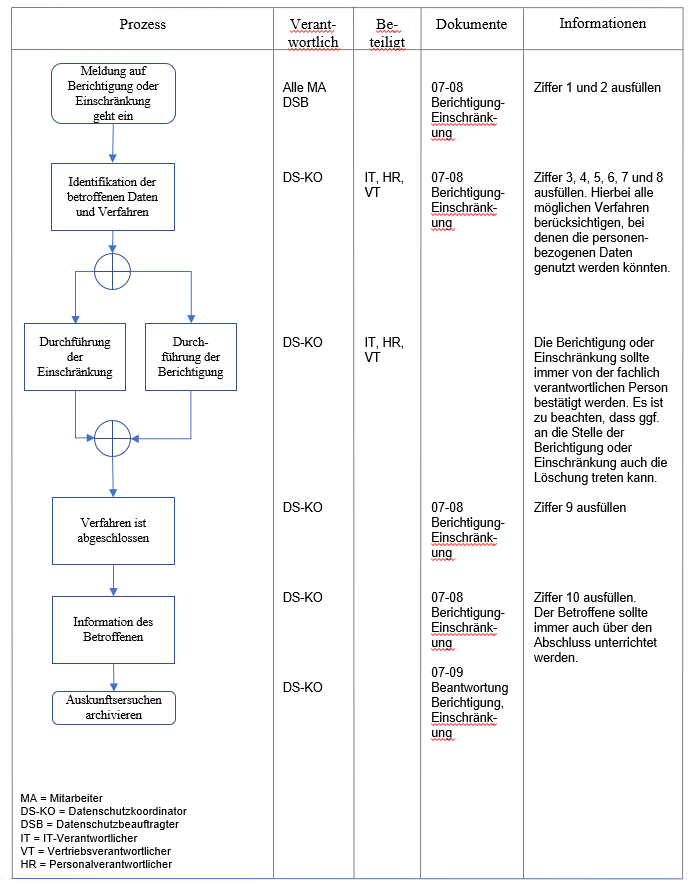 Prozess
Verant-
wortlich
Be-
teiligt
Dokumente
Informationen
Meldung auf
Berichtigung oder
Einschränkung
geht ein
Alle MA
DSB
07-08
Berichtigung-
Einschränk-
ung
Ziffer 1 und 2 ausfüllen
Identifikation der
betroffenen Daten
und Verfahren
DS-KO
IT, HR,
VT
07-08
Berichtigung-
Einschränk-
ung
Ziffer 3, 4, 5, 6, 7 und 8
ausfüllen. Hierbei alle
möglichen Verfahren
berücksichtigen, bei
denen die personen-
bezogenen Daten
genutzt werden könnten.
Durchführung
der
Einschränkung
Durch-
führung der
Berichtigung
DS-KO
IT, HR,
VT
Die Berichtigung oder
Einschränkung sollte
immer von der fachlich
verantwortlichen Person
bestätigt werden. Es ist
zu beachten, dass ggf.
an die Stelle der
Berichtigung oder
Einschränkung auch die
Löschung treten kann.
Verfahren ist
abgeschlossen
DS-KO
07-08
Berichtigung-
Einschränk-
ung
Ziffer 9 ausfüllen
Information des
Betroffenen
DS-KO
07-08
Berichtigung-
Einschränk-
ung
Ziffer 10 ausfüllen.
Der Betroffene sollte
immer auch über den
Abschluss unterrichtet
werden.
Auskunftsersuchen
archivieren
DS-KO
07-09
Beantwortung
Berichtigung,
Einschränk-
ung
MA = Mitarbeiter
DS-KO = Datenschutzkoordinator
DSB = Datenschutzbeauftragter
IT = IT-Verantwortlicher
VT = Vertriebsverantwortlicher
HR = Personalverantwortlicher